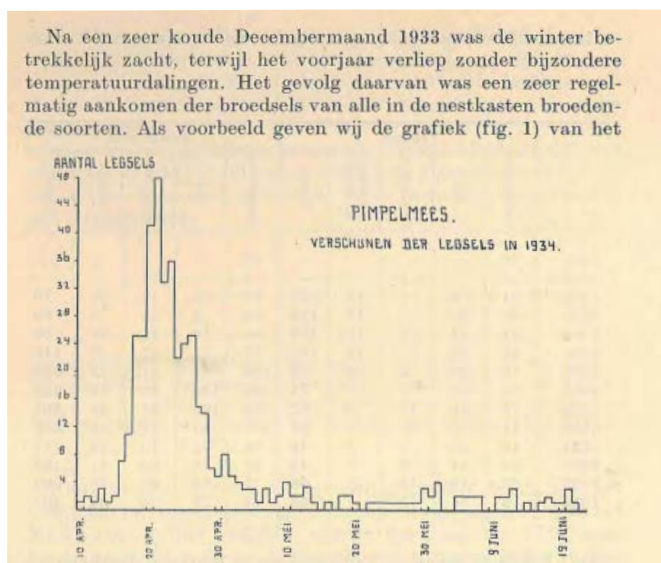 Na een zeer koude Decembermaand 1933 was de winter be-
trekkelijk zacht, terwijl het voorjaar verliep zonder bijzondere
temperatuurdalingen. Het gevolg daarvan was een zeer regel-
matig aankomen der broedsels van alle in de nestkasten broeden-
de soorten. Als voorbeeld geven wij de grafiek (fig. 1) van het
AANTAL LEGSELS
PIMPELMEES.
VERSCHIJNEN DER LEGSELS IN 1934.
48
44
40
36
32
28
24
20
16
12
8
4
10 APR.
20 APR.
30 APR.
10 MEI
20 MEI
30 MEI
9 JUNI
19 JUNI